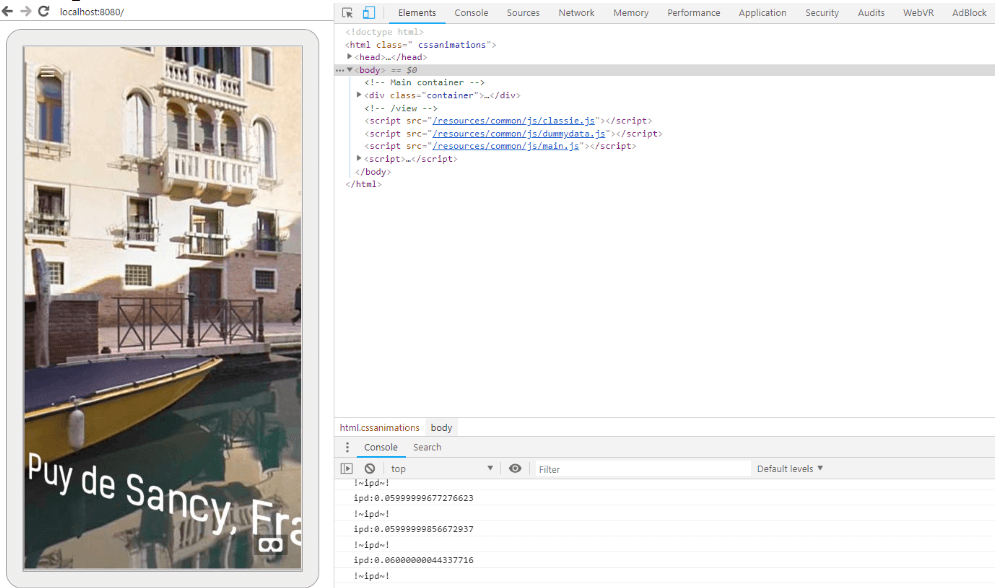 localhost:8080/
Elements Console Sources Network Memory Performance Application Security Audits WebVR AdBlock
<!doctype html>
<html class=" cssanimations">
<head>…</head>
<body> == $0
<!-- Main container -->
<div class="container">…</div>
<!-- /view -->
<script src="/resources/common/js/classie.js"></script>
<script src="/resources/common/js/dummydata.js"></script>
<script src="/resources/common/js/main.js"></script>
<script>…</script>
</body>
</html>
Puy de Sancy, Fra
html.cssanimations body
Console Search
top Filter Default levels
!~ipd~!
ipd:0.05999999677276623
!~ipd~!
ipd:0.05999999856672937
!~ipd~!
ipd:0.06000000044337716
!~ipd~!